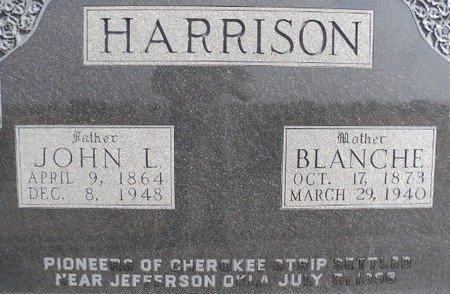 HARRISON
Father
JOHN L.
APRIL 9, 1864
DEC. 8, 1948
Mother
BLANCHE
OCT. 17, 1873
MARCH 29, 1940
PIONEERS OF CHEROKEE STRIP SETTLED
NEAR JEFFERSON OKLA JULY